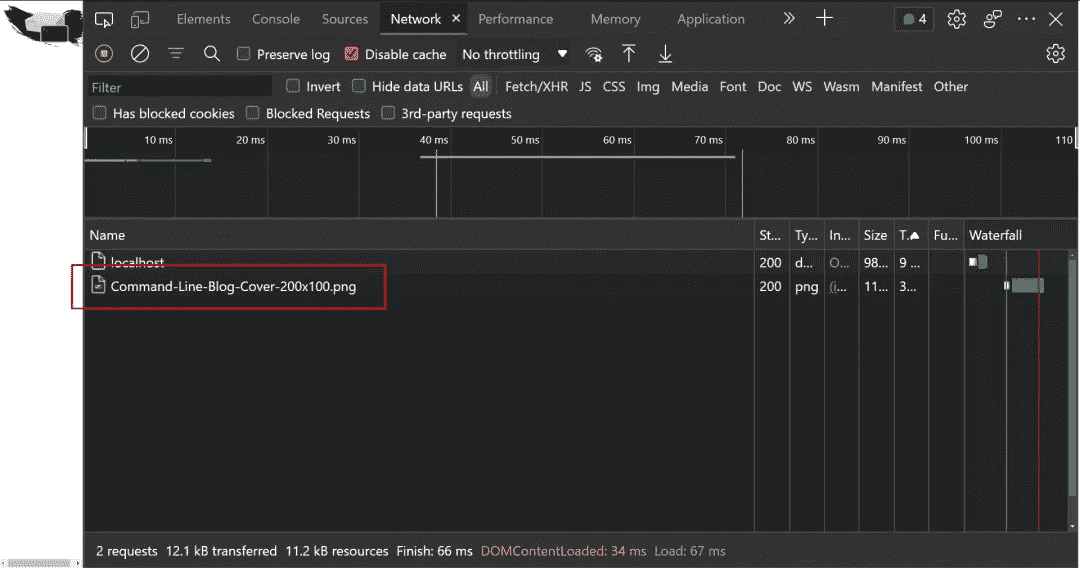 Elements Console Sources Network × Performance Memory Application » + 4
Preserve log Disable cache No throttling
Filter Invert Hide data URLs All Fetch/XHR JS CSS Img Media Font Doc WS Wasm Manifest Other
Has blocked cookies Blocked Requests 3rd-party requests
10 ms 20 ms 30 ms 40 ms 50 ms 60 ms 70 ms 80 ms 90 ms 100 ms 110
Name St... Ty... In... Size T.▲ Fu... Waterfall
localhost 200 d... O... 98... 9 ...
Command-Line-Blog-Cover-200x100.png 200 png (i... 11... 3...
2 requests 12.1 kB transferred 11.2 kB resources Finish: 66 ms DOMContentLoaded: 34 ms Load: 67 ms